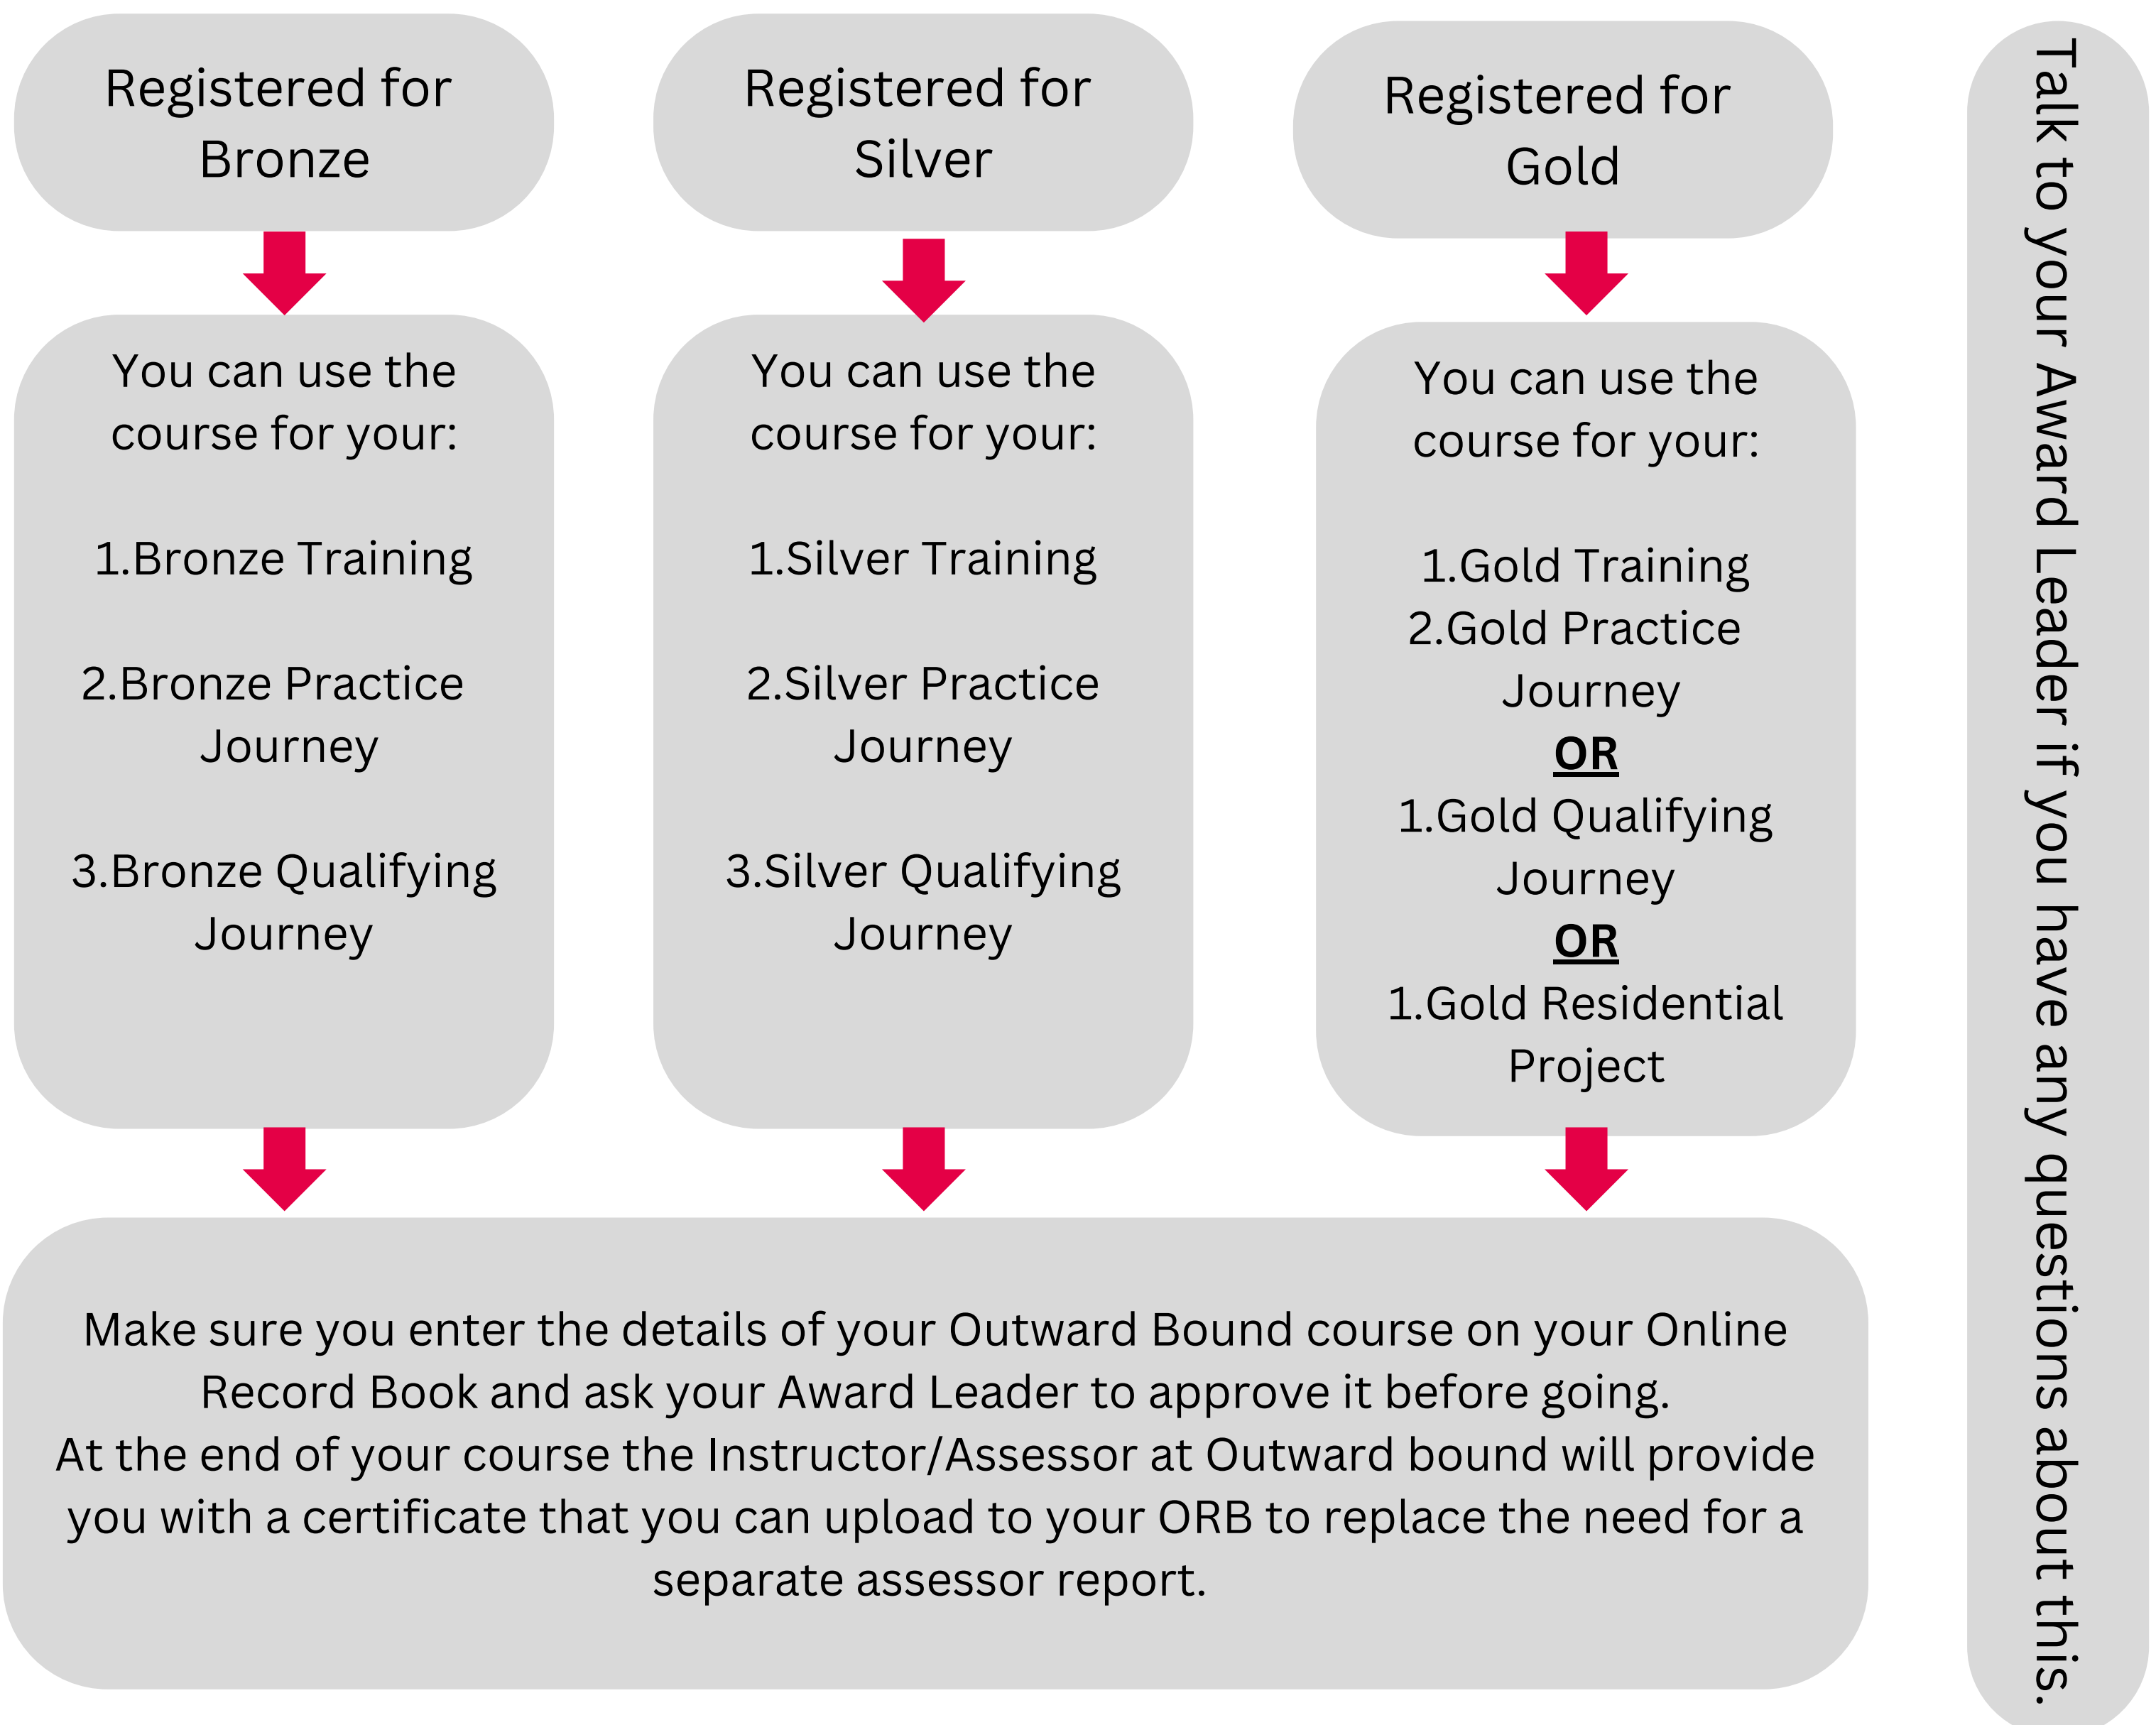 Registered for
Bronze
You can use the
course for your:
1.Bronze Training
2.Bronze Practice
Journey
3.Bronze Qualifying
Journey
Registered for
Silver
You can use the
course for your:
1.Silver Training
2.Silver Practice
Journey
3.Silver Qualifying
Journey
Registered for
Gold
You can use the
course for your:
1.Gold Training
2.Gold Practice
Journey
OR
1.Gold Qualifying
Journey
OR
1.Gold Residential
Project
Make sure you enter the details of your Outward Bound course on your Online
Record Book and ask your Award Leader to approve it before going.
At the end of your course the Instructor/Assessor at Outward bound will provide
you with a certificate that you can upload to your ORB to replace the need for a
separate assessor report.
Talk to your Award Leader if you have any questions about this.